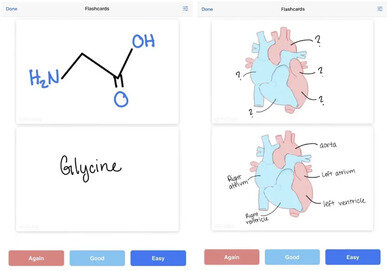 Done
Flashcards
H₂N
OH
O
Glycine
Again
Good
Easy
Done
Flashcards
?
?
?
?
?
aorta
Right atrium
Left atrium
left ventricle
Right ventricle
Again
Good
Easy